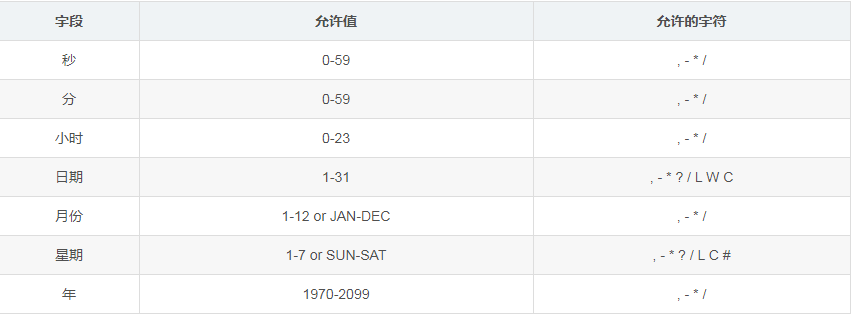 字段 允许值 允许的字符
秒 0-59 , - * /
分 0-59 , - * /
小时 0-23 , - * /
日期 1-31 , - * ? / L W C
月份 1-12 or JAN-DEC , - * /
星期 1-7 or SUN-SAT , - * ? / L C #
年 1970-2099 , - * /